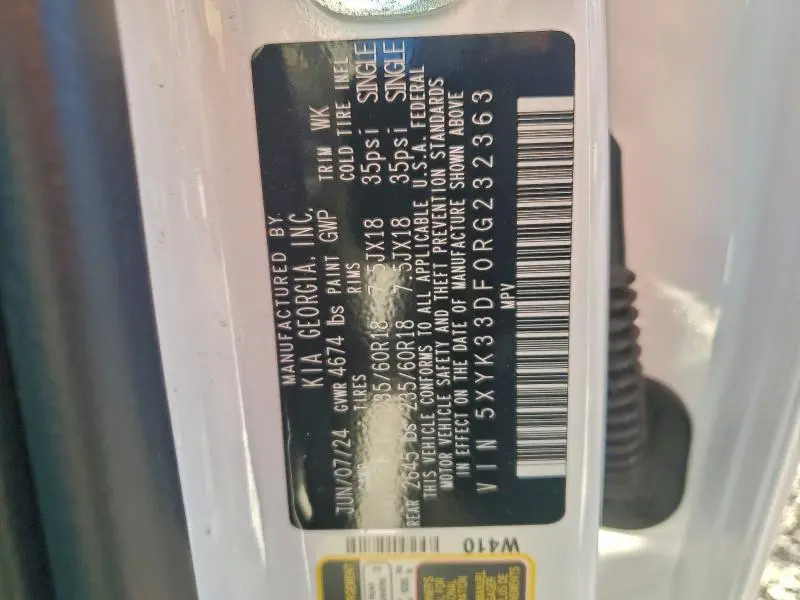 MANUFACTURED BY
KIA GEORGIA, INC.
JUN/07/24 GVWR 4674 lbs PAINT GWP TRIM WK
TIRES RIMS COLD TIRE INFL
35/60R18 7.5JX18 35psi SINGLE
REAR 2645 lbs 235/60R18 7.5JX18 35psi SINGLE
THIS VEHICLE CONFORMS TO ALL APPLICABLE U.S.A. FEDERAL
MOTOR VEHICLE SAFETY AND THEFT PREVENTION STANDARDS
IN EFFECT ON THE DATE OF MANUFACTURE SHOWN ABOVE
VIN 5XYK33DF0RG232363
MPV
W410